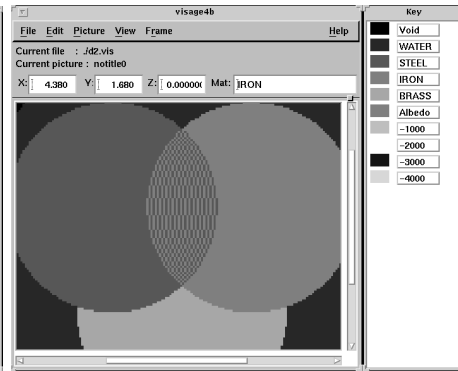 visage4b
File Edit Picture View Frame Help
Current file : ./d2.vis
Current picture : notitle0
X: 4.380 Y: 1.680 Z: 0.00000( Mat: IRON
Key
Void
WATER
STEEL
IRON
BRASS
Albedo
-1000
-2000
-3000
-4000